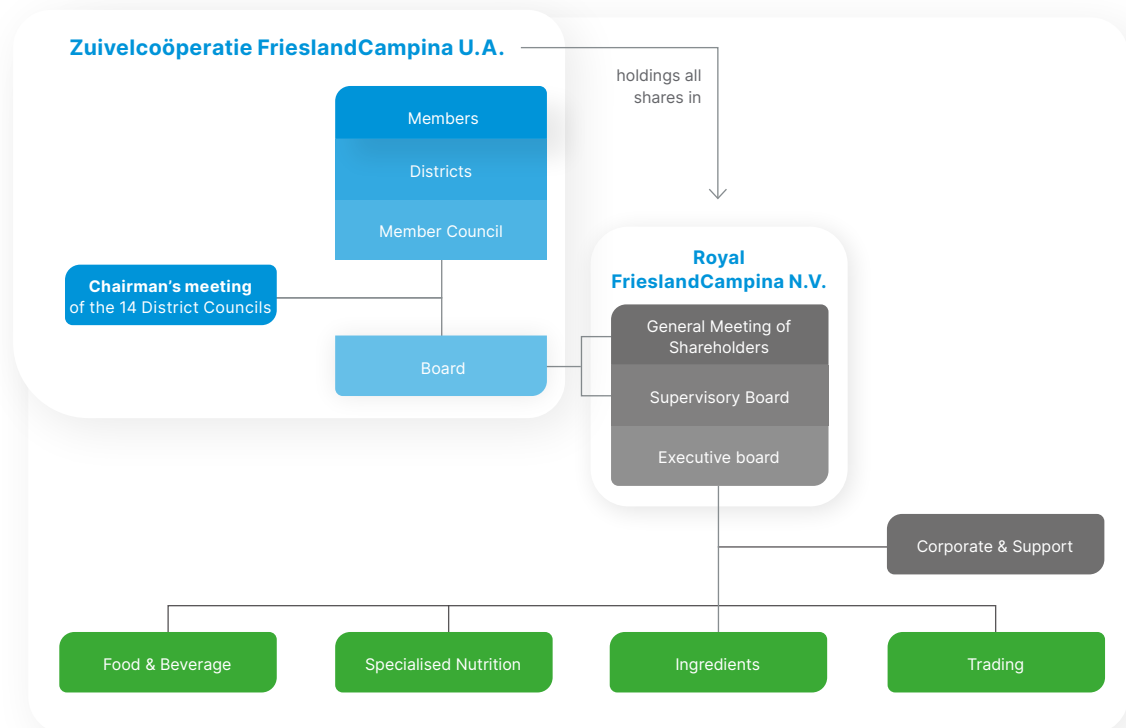 Zuivelcoöperatie FrieslandCampina U.A.
holdings all
shares in
Members
Districts
Member Council
Chairman's meeting
of the 14 District Councils
Board
Royal
FrieslandCampina N.V.
General Meeting of
Shareholders
Supervisory Board
Executive board
Corporate & Support
Food & Beverage
Specialised Nutrition
Ingredients
Trading